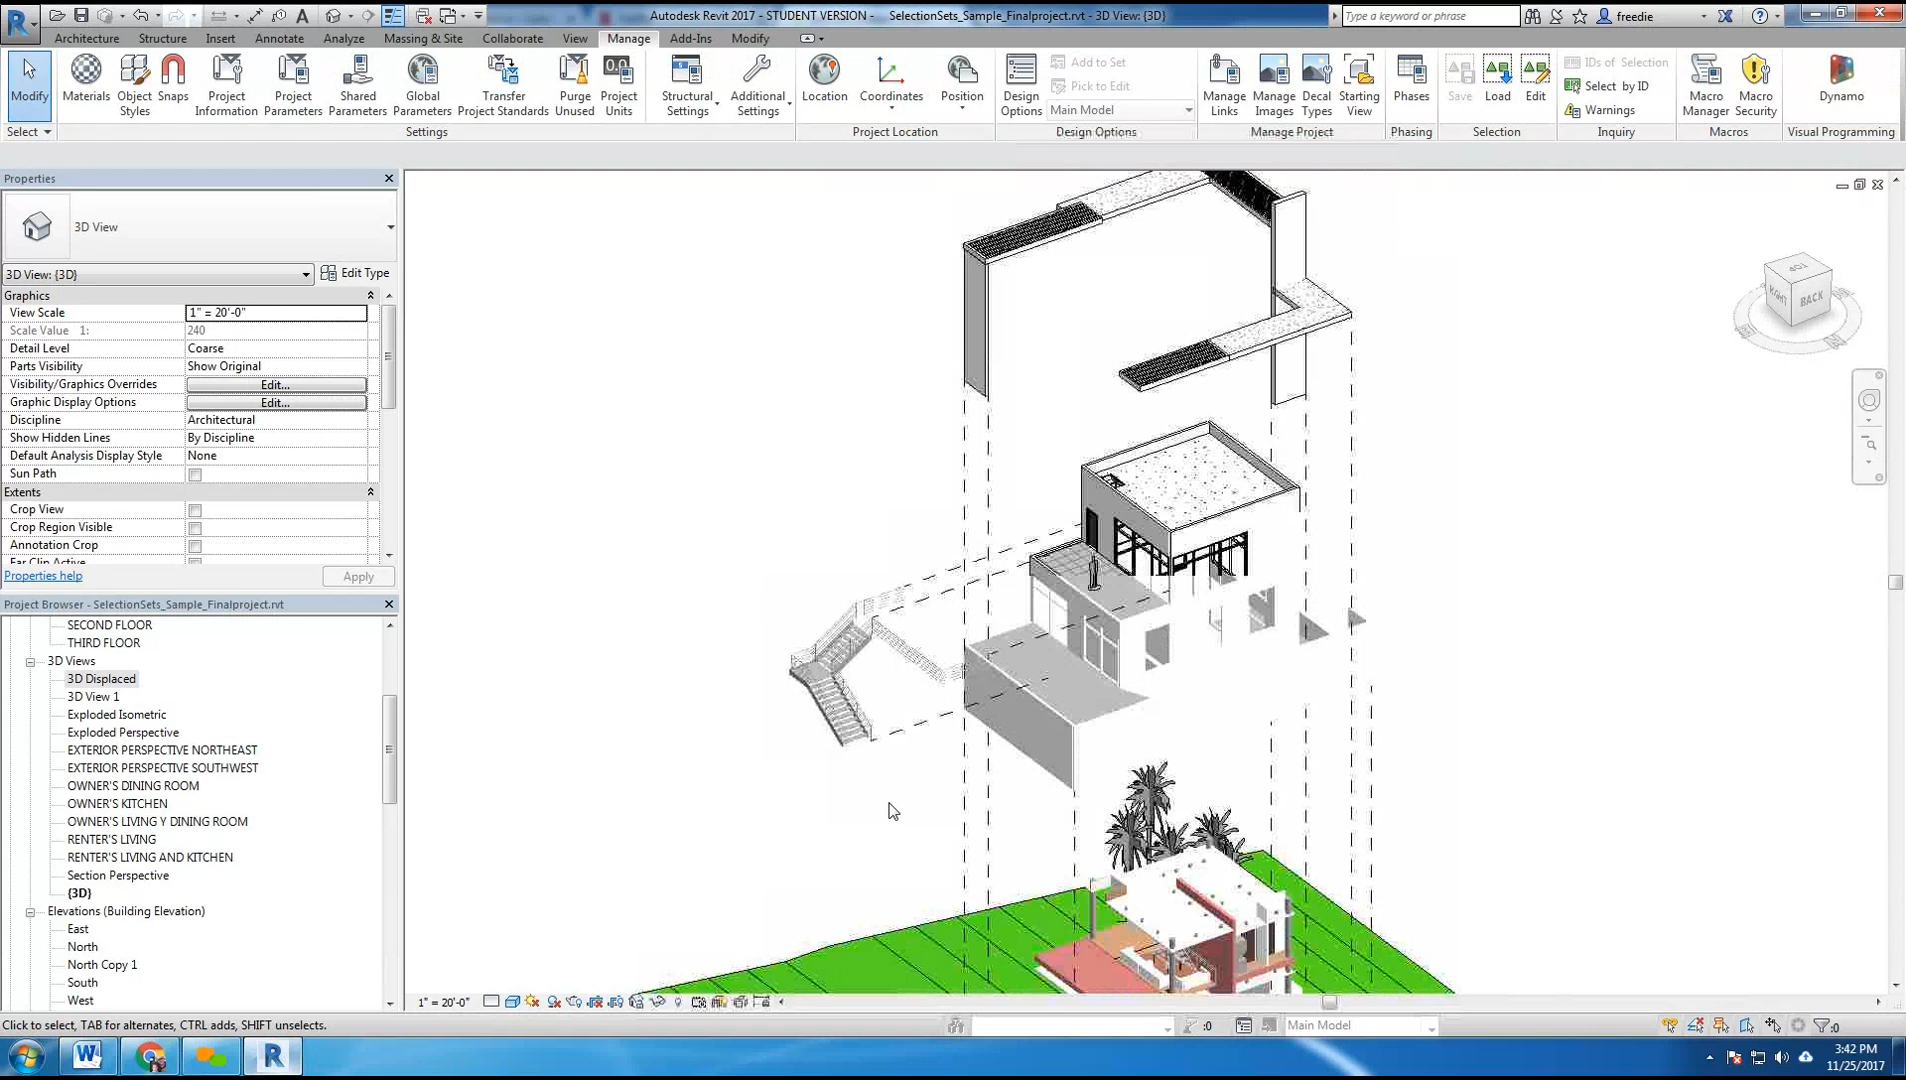 Autodesk Revit 2017 - STUDENT VERSION - SelectionSets_Sample_Finalproject.rvt - 3D View: {3D}
Type a keyword or phrase
freedie
Architecture Structure Insert Annotate Analyze Massing & Site Collaborate View Manage Add-Ins Modify
Modify
Materials
Object Styles
Snaps
Project Information
Project Parameters
Shared Parameters
Global Parameters
Transfer Project Standards
Purge Unused
Project Units
Structural Settings
Additional Settings
Location
Coordinates
Position
Design Options
Add to Set
Pick to Edit
Main Model
Manage Links
Manage Images
Decal Types
Starting View
Phases
Save
Load
Edit
IDs of Selection
Select by ID
Warnings
Macro Manager
Macro Security
Dynamo
Select
Settings
Project Location
Design Options
Manage Project
Phasing
Selection
Inquiry
Macros
Visual Programming
Properties
3D View
3D View: {3D}
Edit Type
Graphics
View Scale 1" = 20'-0"
Scale Value 1: 240
Detail Level Coarse
Parts Visibility Show Original
Visibility/Graphics Overrides Edit...
Graphic Display Options Edit...
Discipline Architectural
Show Hidden Lines By Discipline
Default Analysis Display Style None
Sun Path
Extents
Crop View
Crop Region Visible
Annotation Crop
Far Clip Active
Properties help
Apply
Project Browser - SelectionSets_Sample_Finalproject.rvt
SECOND FLOOR
THIRD FLOOR
3D Views
3D Displaced
3D View 1
Exploded Isometric
Exploded Perspective
EXTERIOR PERSPECTIVE NORTHEAST
EXTERIOR PERSPECTIVE SOUTHWEST
OWNER'S DINING ROOM
OWNER'S KITCHEN
OWNER'S LIVING Y DINING ROOM
RENTER'S LIVING
RENTER'S LIVING AND KITCHEN
Section Perspective
{3D}
Elevations (Building Elevation)
East
North
North Copy 1
South
West
TOP
RIGHT
BACK
1" = 20'-0"
Click to select, TAB for alternates, CTRL adds, SHIFT unselects.
:0
Main Model
:0
3:42 PM
11/25/2017